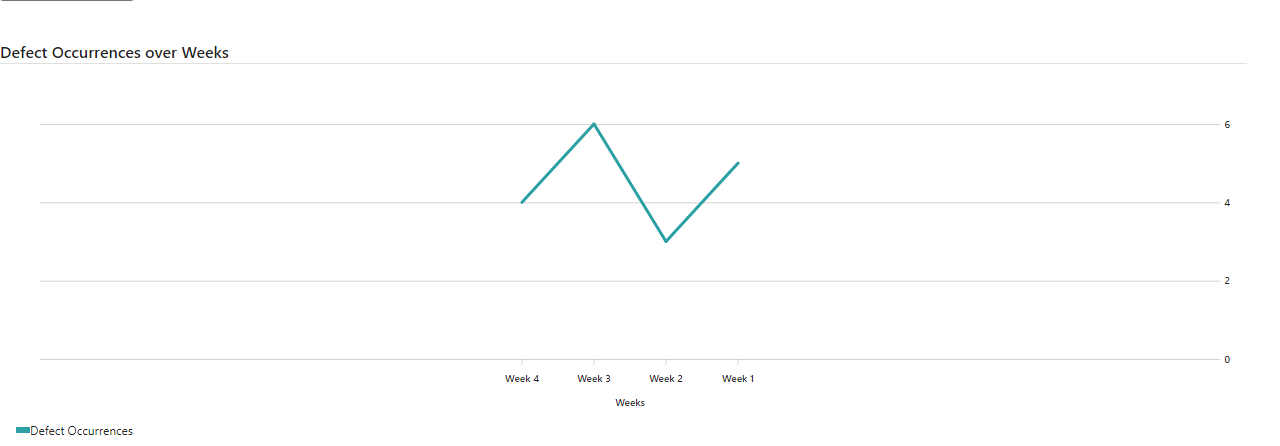 Defect Occurrences over Weeks
6
4
2
0
Week 4 Week 3 Week 2 Week 1
Weeks
Defect Occurrences